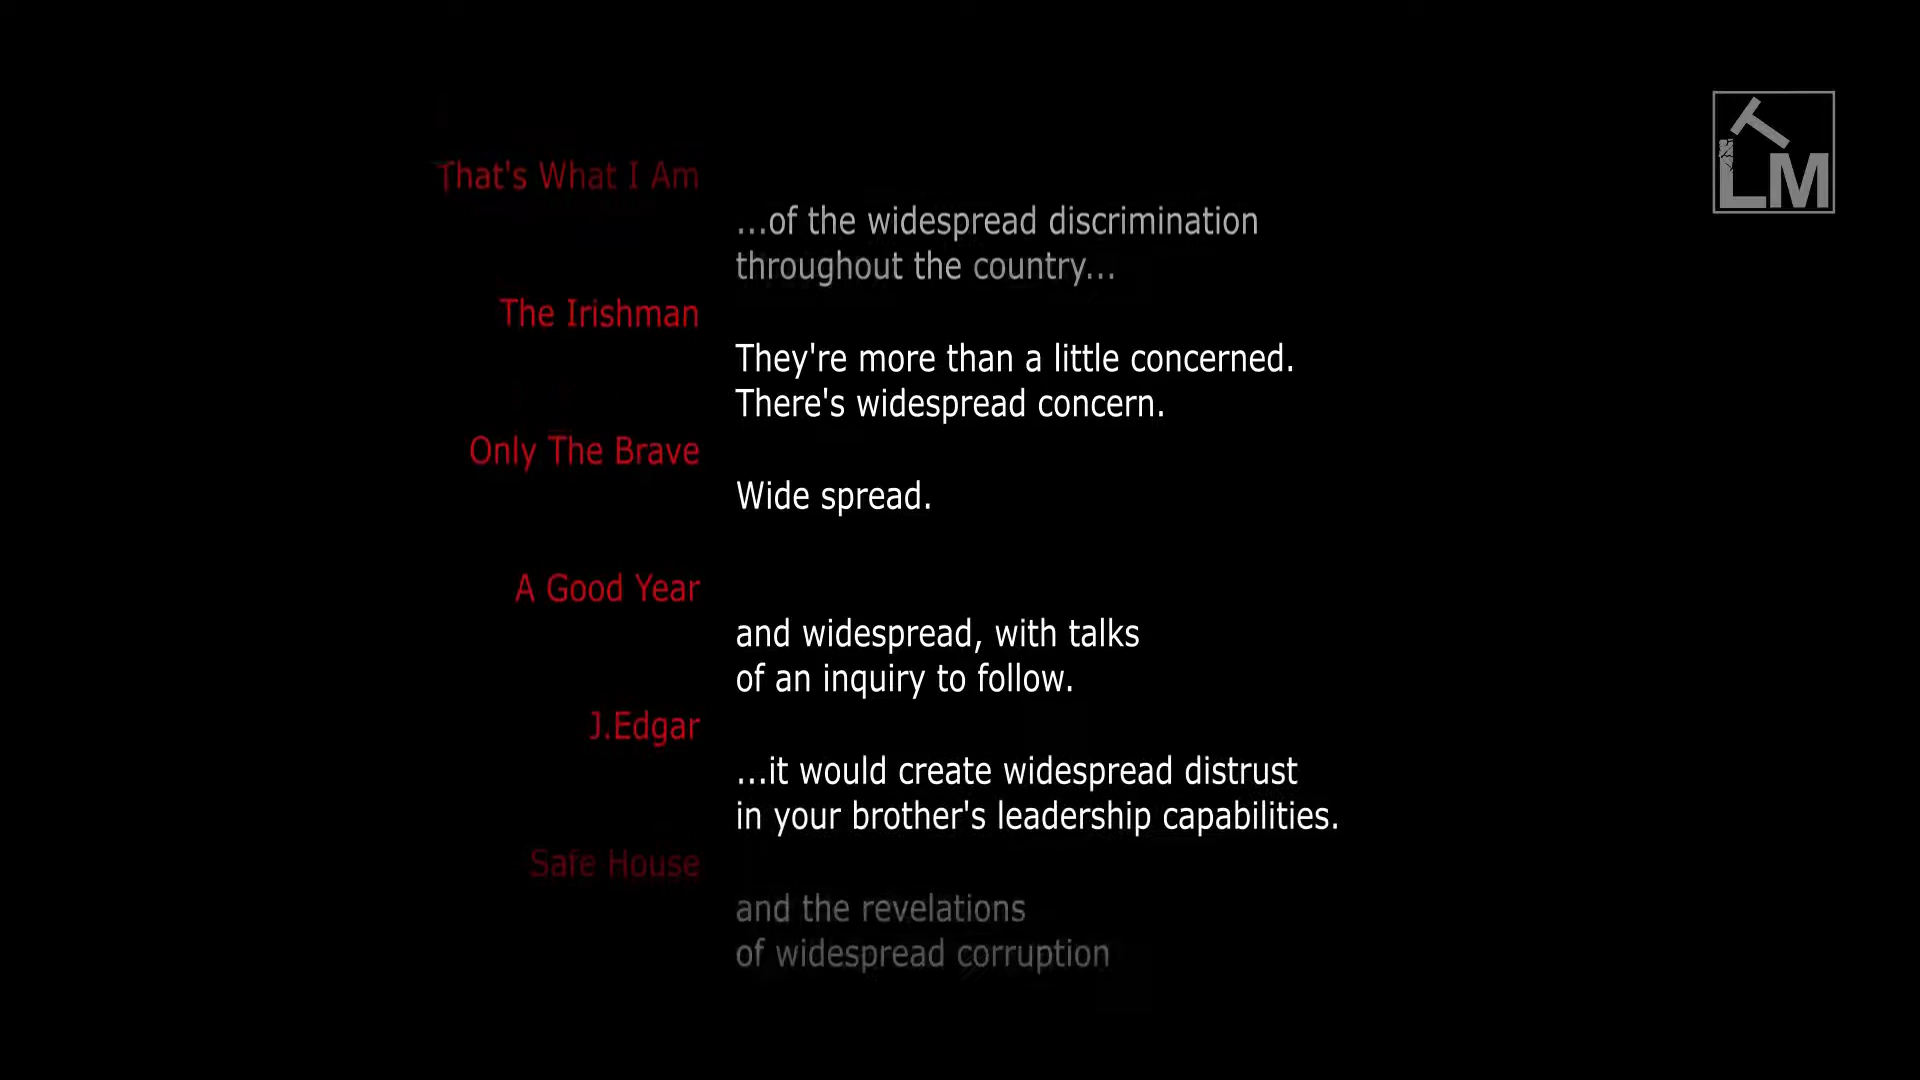 That's What I Am
...of the widespread discrimination
throughout the country...
The Irishman
They're more than a little concerned.
There's widespread concern.
Only The Brave
Wide spread.
A Good Year
and widespread, with talks
of an inquiry to follow.
J.Edgar
...it would create widespread distrust
in your brother's leadership capabilities.
Safe House
and the revelations
of widespread corruption
LTM